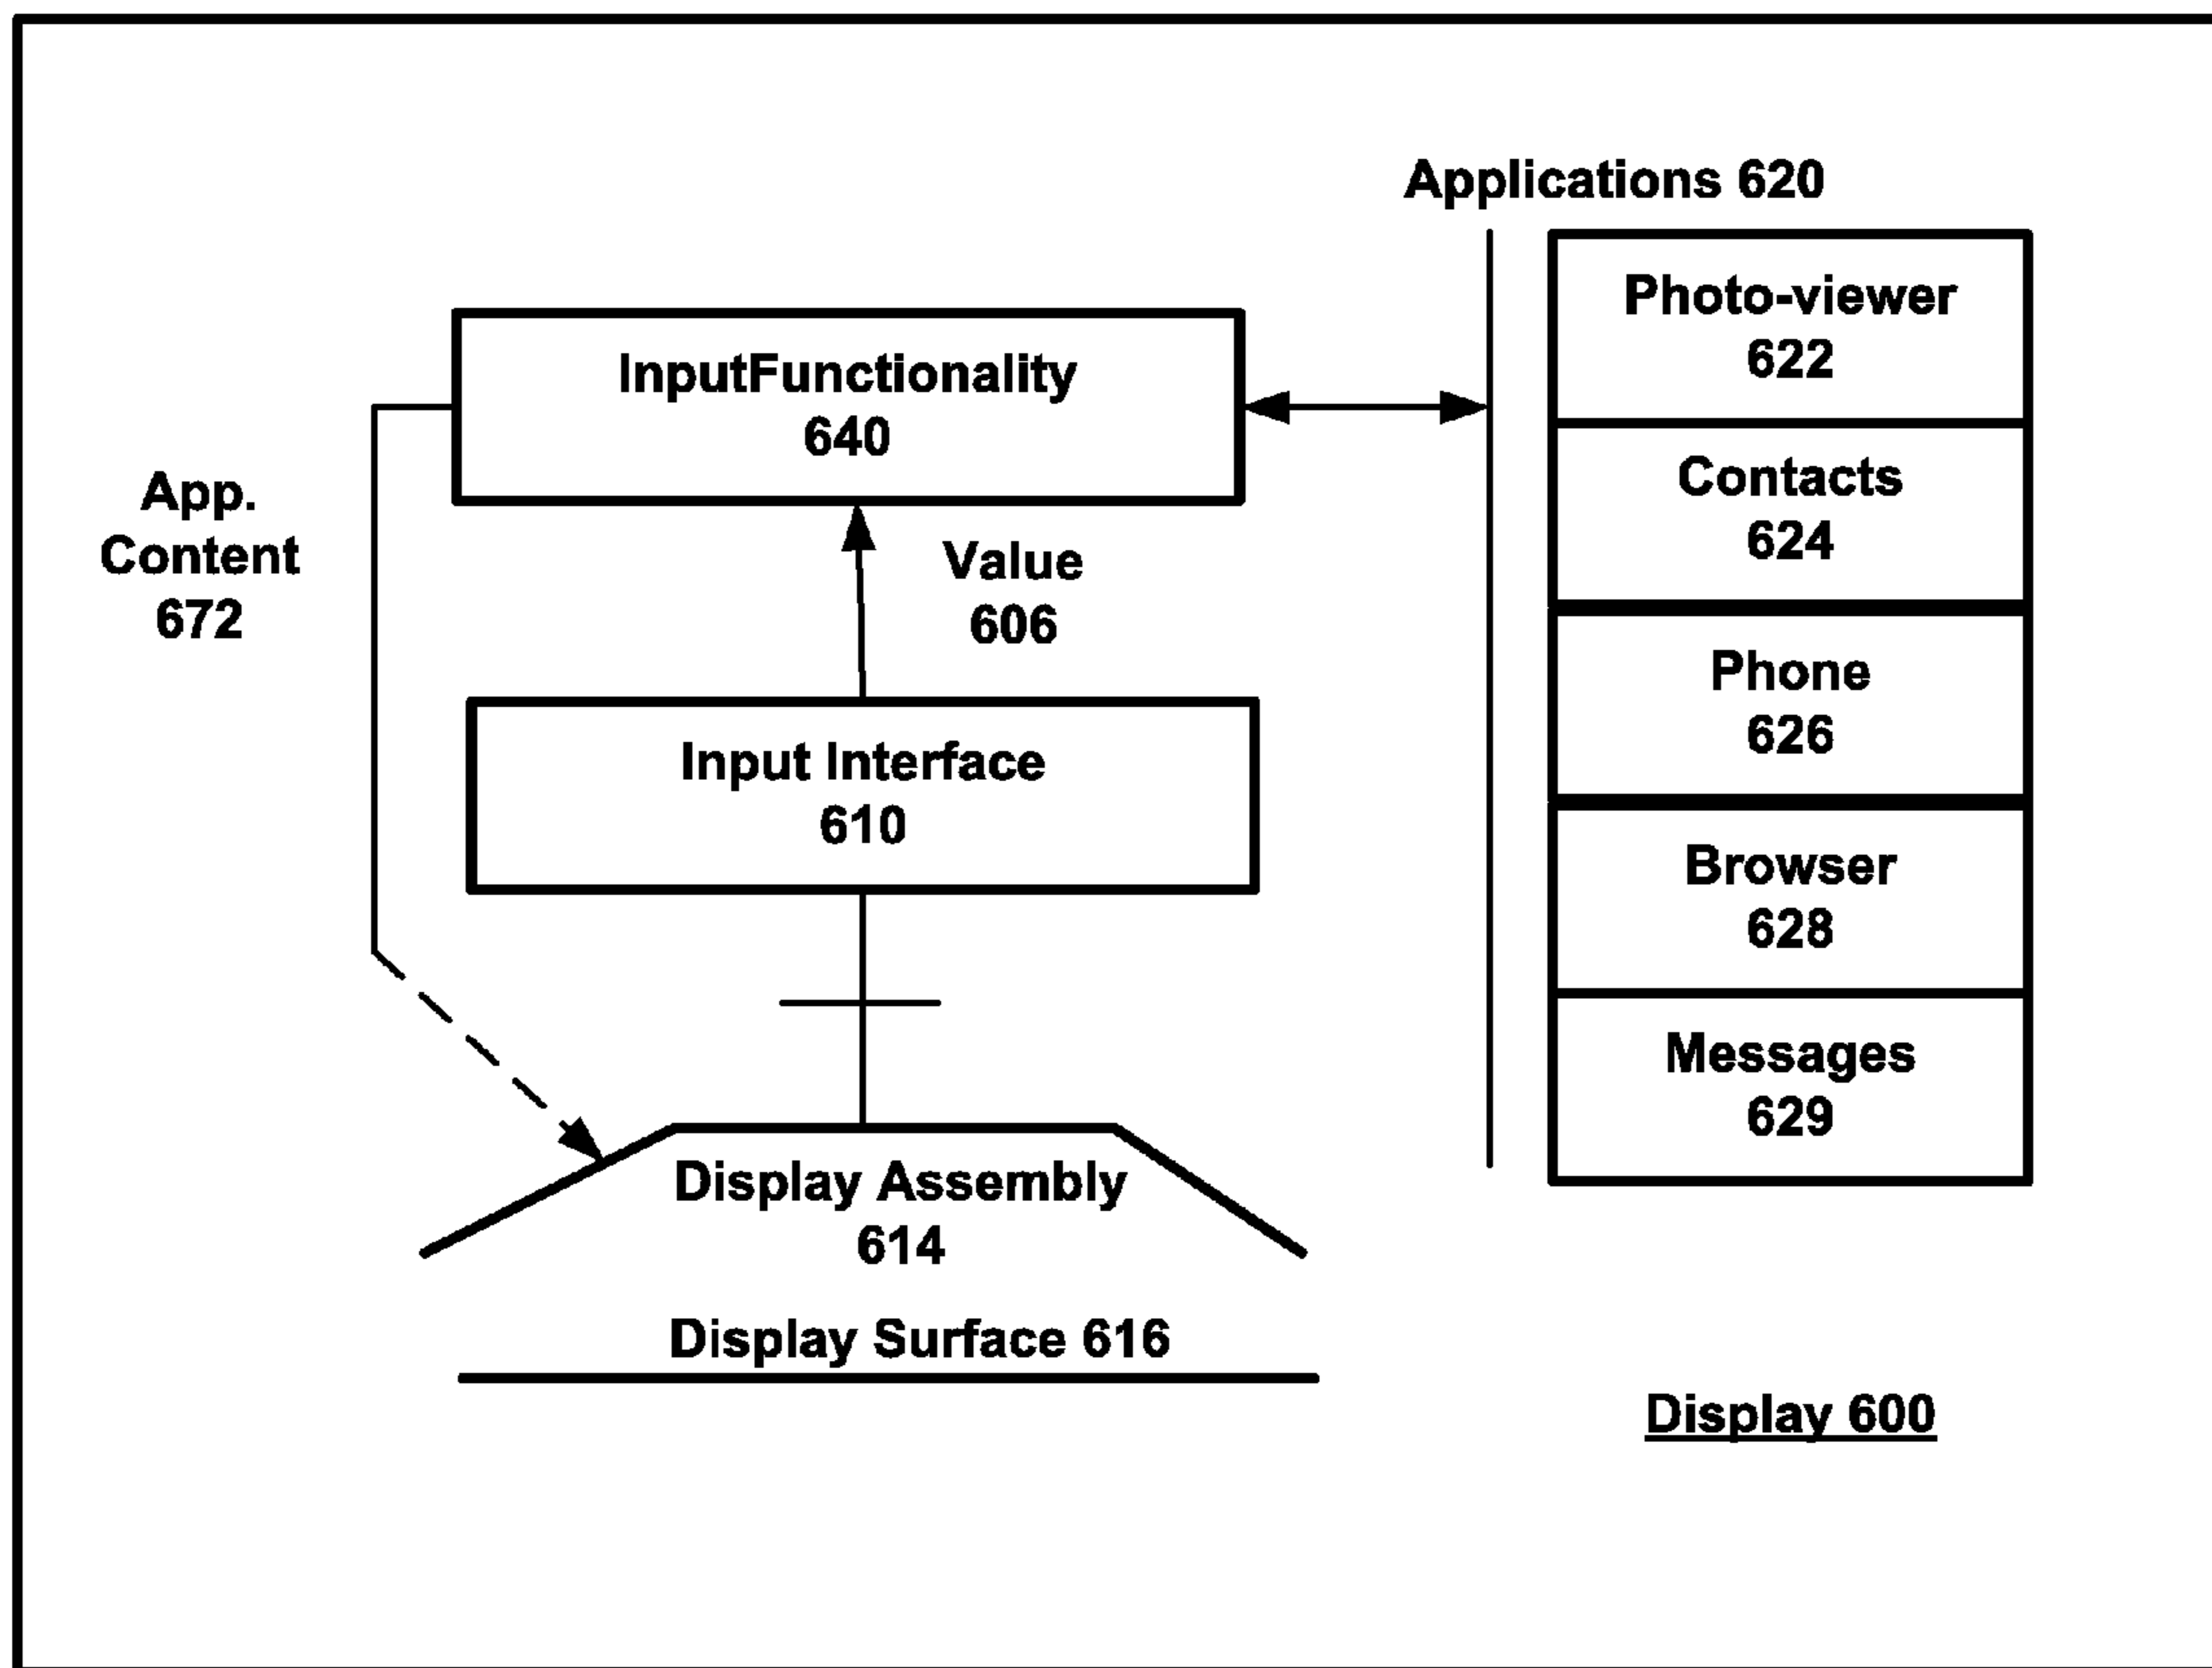 Applications 620
Photo-viewer
622
InputFunctionality
640
Contacts
624
App.
Content
672
Value
606
Phone
626
Input Interface
610
Browser
628
Messages
629
Display Assembly
614
Display Surface 616
Display 600